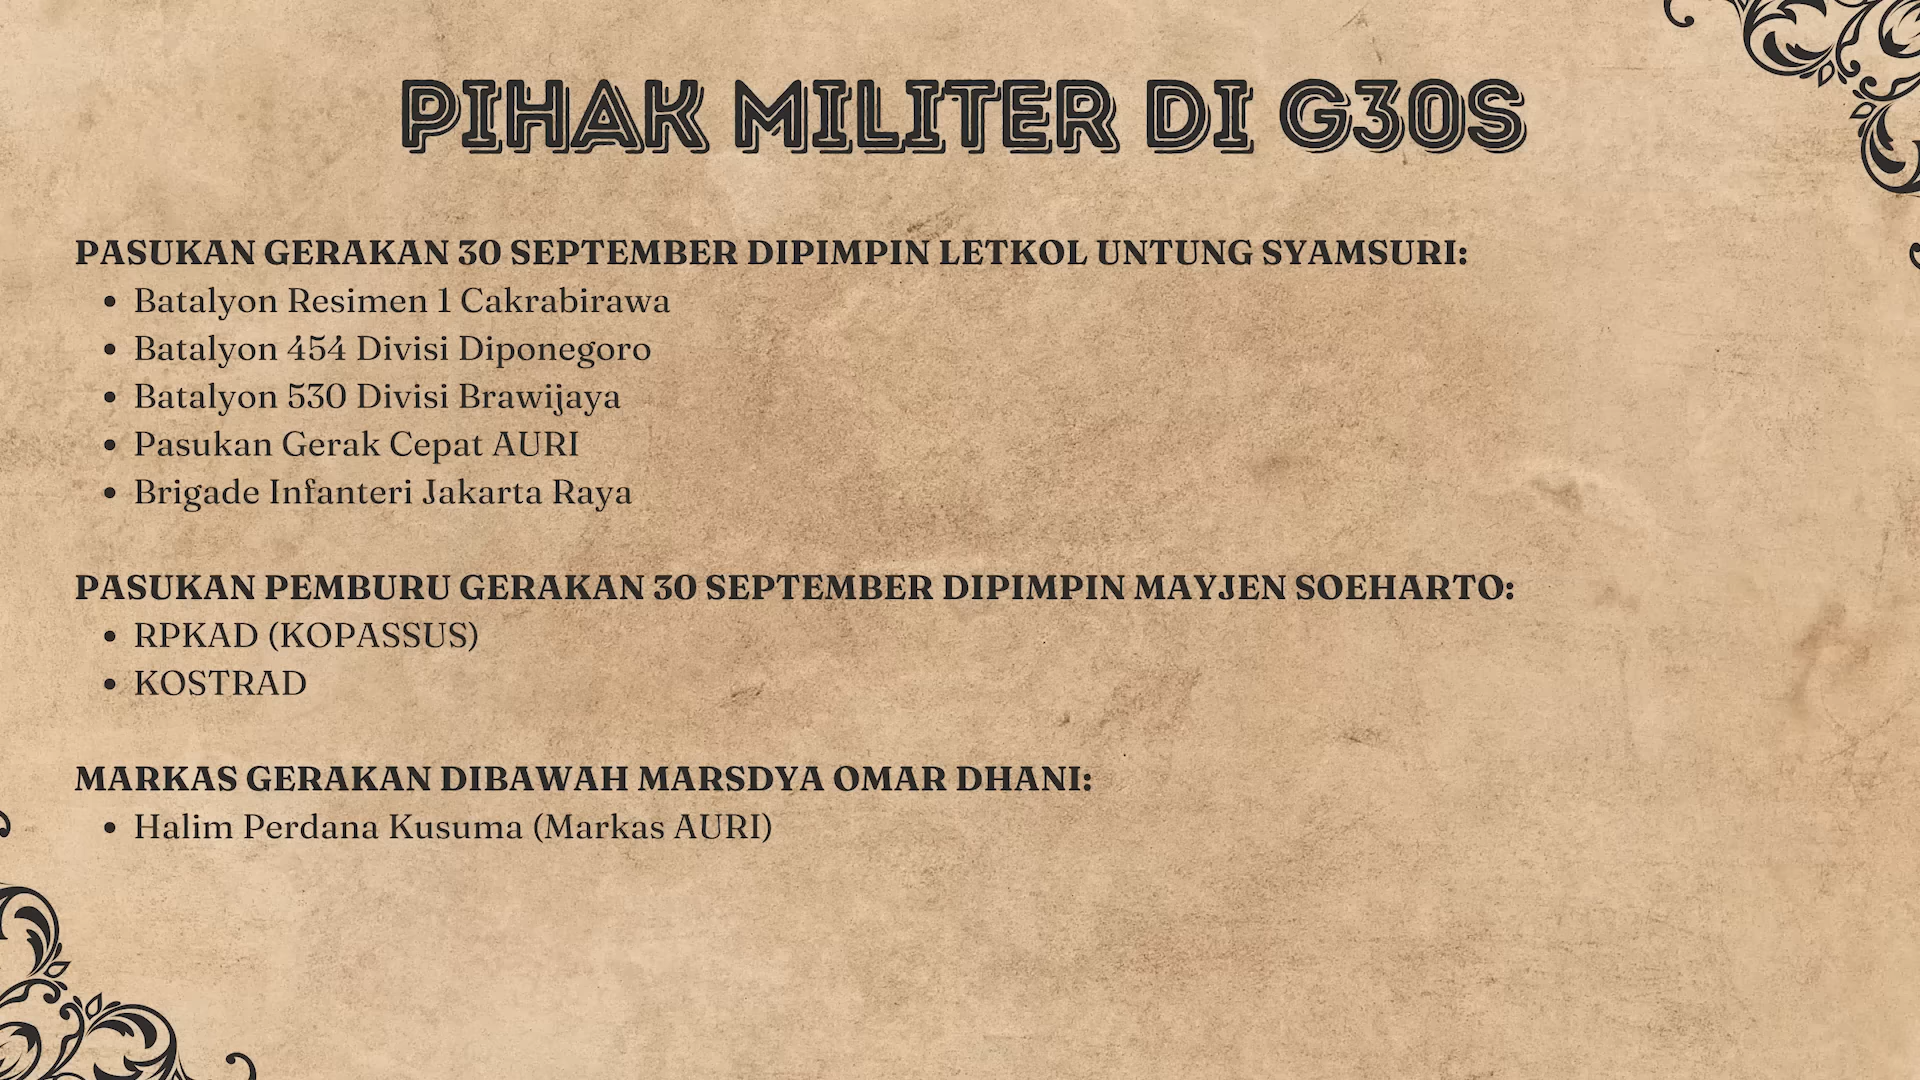 PIHAK MILITER DI G30S
PASUKAN GERAKAN 30 SEPTEMBER DIPIMPIN LETKOL UNTUNG SYAMSURI:
• Batalyon Resimen 1 Cakrabirawa
• Batalyon 454 Divisi Diponegoro
• Batalyon 530 Divisi Brawijaya
• Pasukan Gerak Cepat AURI
• Brigade Infanteri Jakarta Raya
PASUKAN PEMBURU GERAKAN 30 SEPTEMBER DIPIMPIN MAYJEN SOEHARTO:
• RPKAD (KOPASSUS)
• KOSTRAD
MARKAS GERAKAN DIBAWAH MARSDYA OMAR DHANI:
• Halim Perdana Kusuma (Markas AURI)